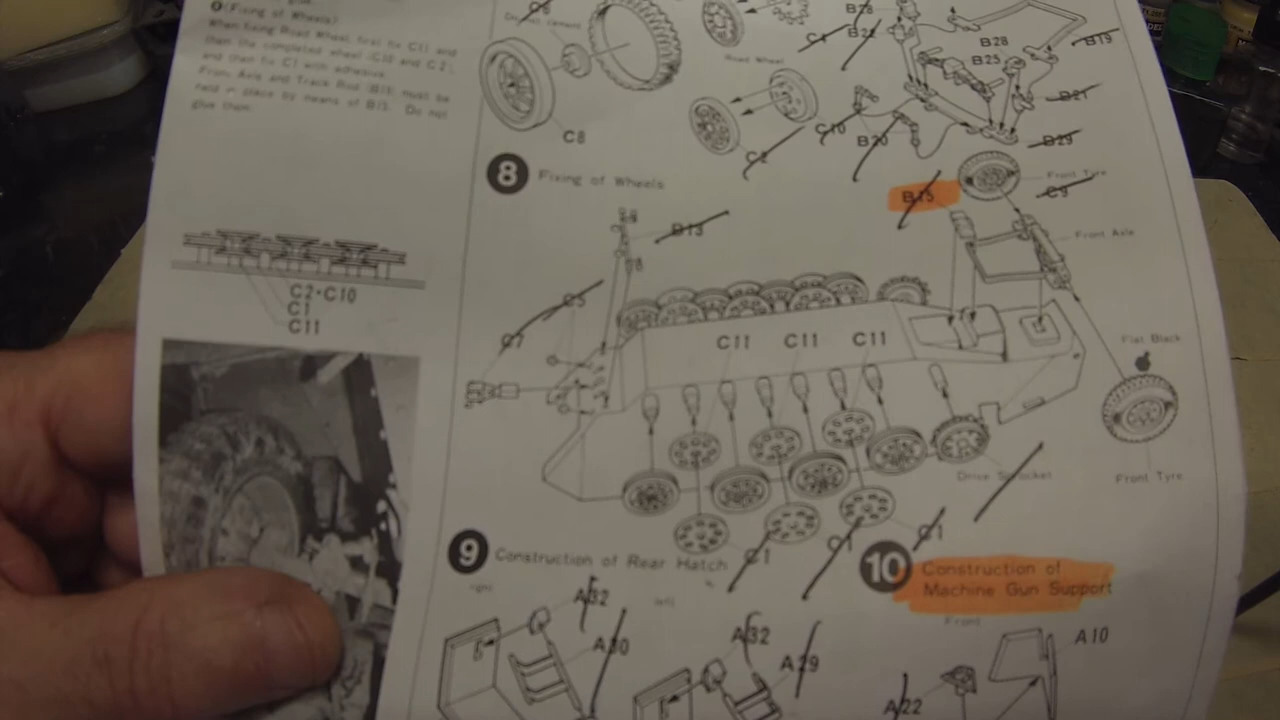 (Fixing of Wheels)
When fixing Road Wheel, first fix C11 and
then the completed wheel (C10 and C2),
and then fix C1 with adhesive.
Front Axle and Track Rod (B13) must be
held in place by means of B15. Do not
glue them.
C2·C10
C1
C11
C8
Road Wheel
C2
C10
B20
B28
B25
B19
B21
B29
8 Fixing of Wheels
B15
Front Tyre
C9
Front Axle
B13
C5
C7
C11 C11 C11
Flat Black
Drive Sprocket
Front Tyre
C1 C1 C1
9 Construction of Rear Hatch
A32
A30
A32
A29
10 Construction of
Machine Gun Support
Front
A10
A22